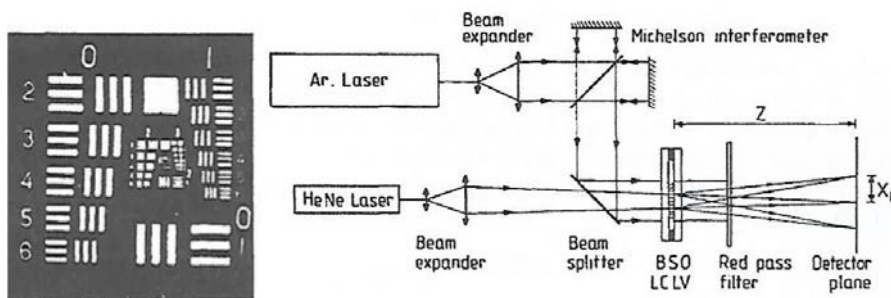 0 1
2
3
4
5
6
0
1
Beam
expander
Michelson interferometer
Ar. Laser
Z
HeNe Laser
X
Beam
expander
Beam
splitter
BSO
LCLV
Red pass
filter
Detector
plane